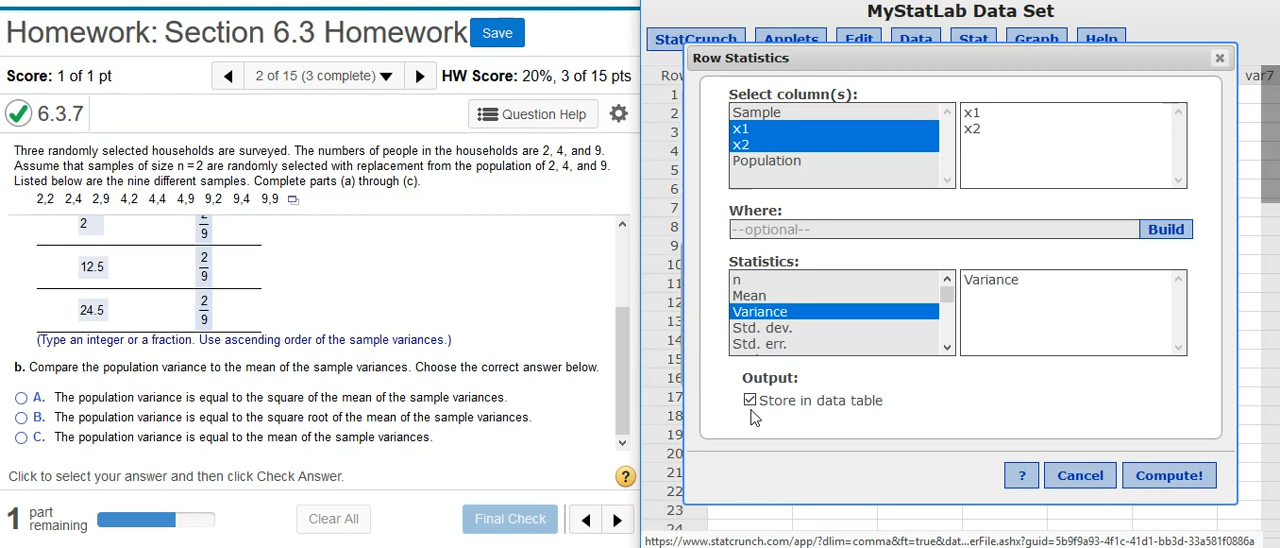 Homework: Section 6.3 Homework
Save
Score: 1 of 1 pt
2 of 15 (3 complete)
HW Score: 20%, 3 of 15 pts
6.3.7
Question Help
Three randomly selected households are surveyed. The numbers of people in the households are 2, 4, and 9.
Assume that samples of size n = 2 are randomly selected with replacement from the population of 2, 4, and 9.
Listed below are the nine different samples. Complete parts (a) through (c).
2,2 2,4 2,9 4,2 4,4 4,9 9,2 9,4 9,9
2
2
9
12.5
2
9
24.5
2
9
(Type an integer or a fraction. Use ascending order of the sample variances.)
b. Compare the population variance to the mean of the sample variances. Choose the correct answer below.
A. The population variance is equal to the square of the mean of the sample variances.
B. The population variance is equal to the square root of the mean of the sample variances.
C. The population variance is equal to the mean of the sample variances.
Click to select your answer and then click Check Answer.
?
1 part remaining
Clear All
Final Check
MyStatLab Data Set
StatCrunch Applets Edit Data Stat Graph Help
Row
var7
1
2
3
4
5
6
7
8
9
10
11
12
13
14
15
16
17
18
19
20
21
22
23
24
Row Statistics
Select column(s):
Sample
x1
x2
Population
x1
x2
Where:
--optional--
Build
Statistics:
n
Mean
Variance
Std. dev.
Std. err.
Variance
Output:
Store in data table
?
Cancel
Compute!
https://www.statcrunch.com/app/?dlim=comma&ft=true&dat...erFile.ashx?guid=5b9f9a93-4f1c-41d1-bb3d-33a581f0886a